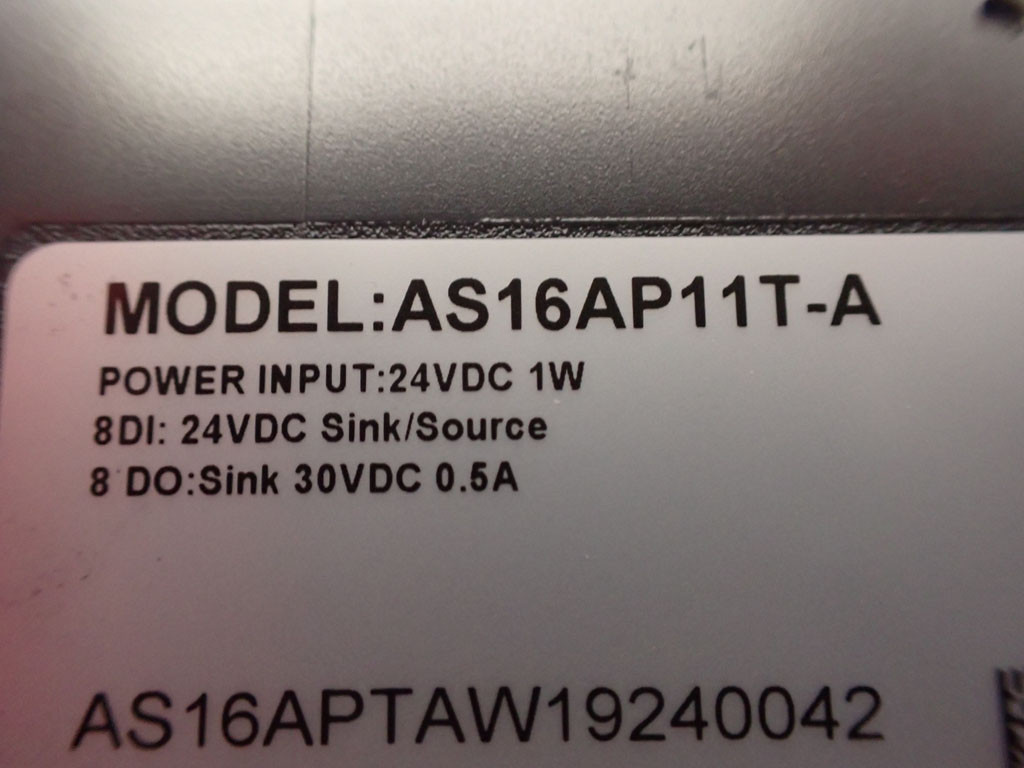 MODEL:AS16AP11T-A
POWER INPUT:24VDC 1W
8DI: 24VDC Sink/Source
8 DO:Sink 30VDC 0.5A
AS16APTAW19240042